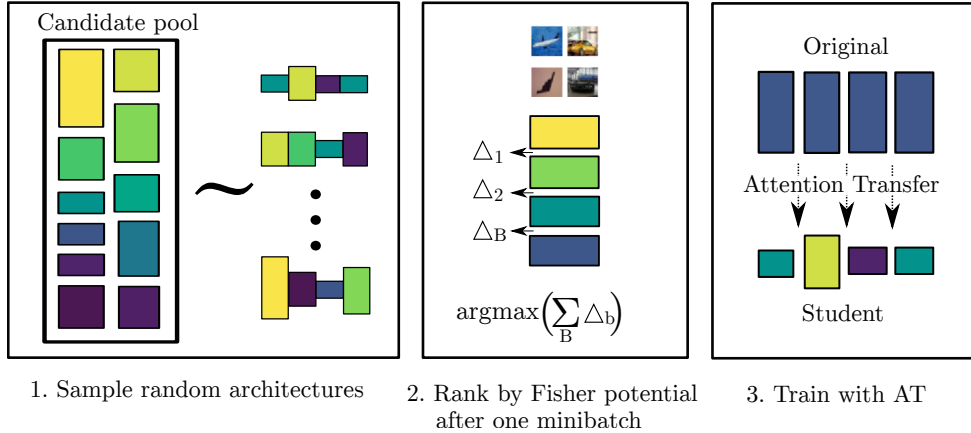 Candidate pool
1. Sample random architectures
△1
△2
△B
argmax(∑B △b)
2. Rank by Fisher potential
after one minibatch
Original
Attention Transfer
Student
3. Train with AT